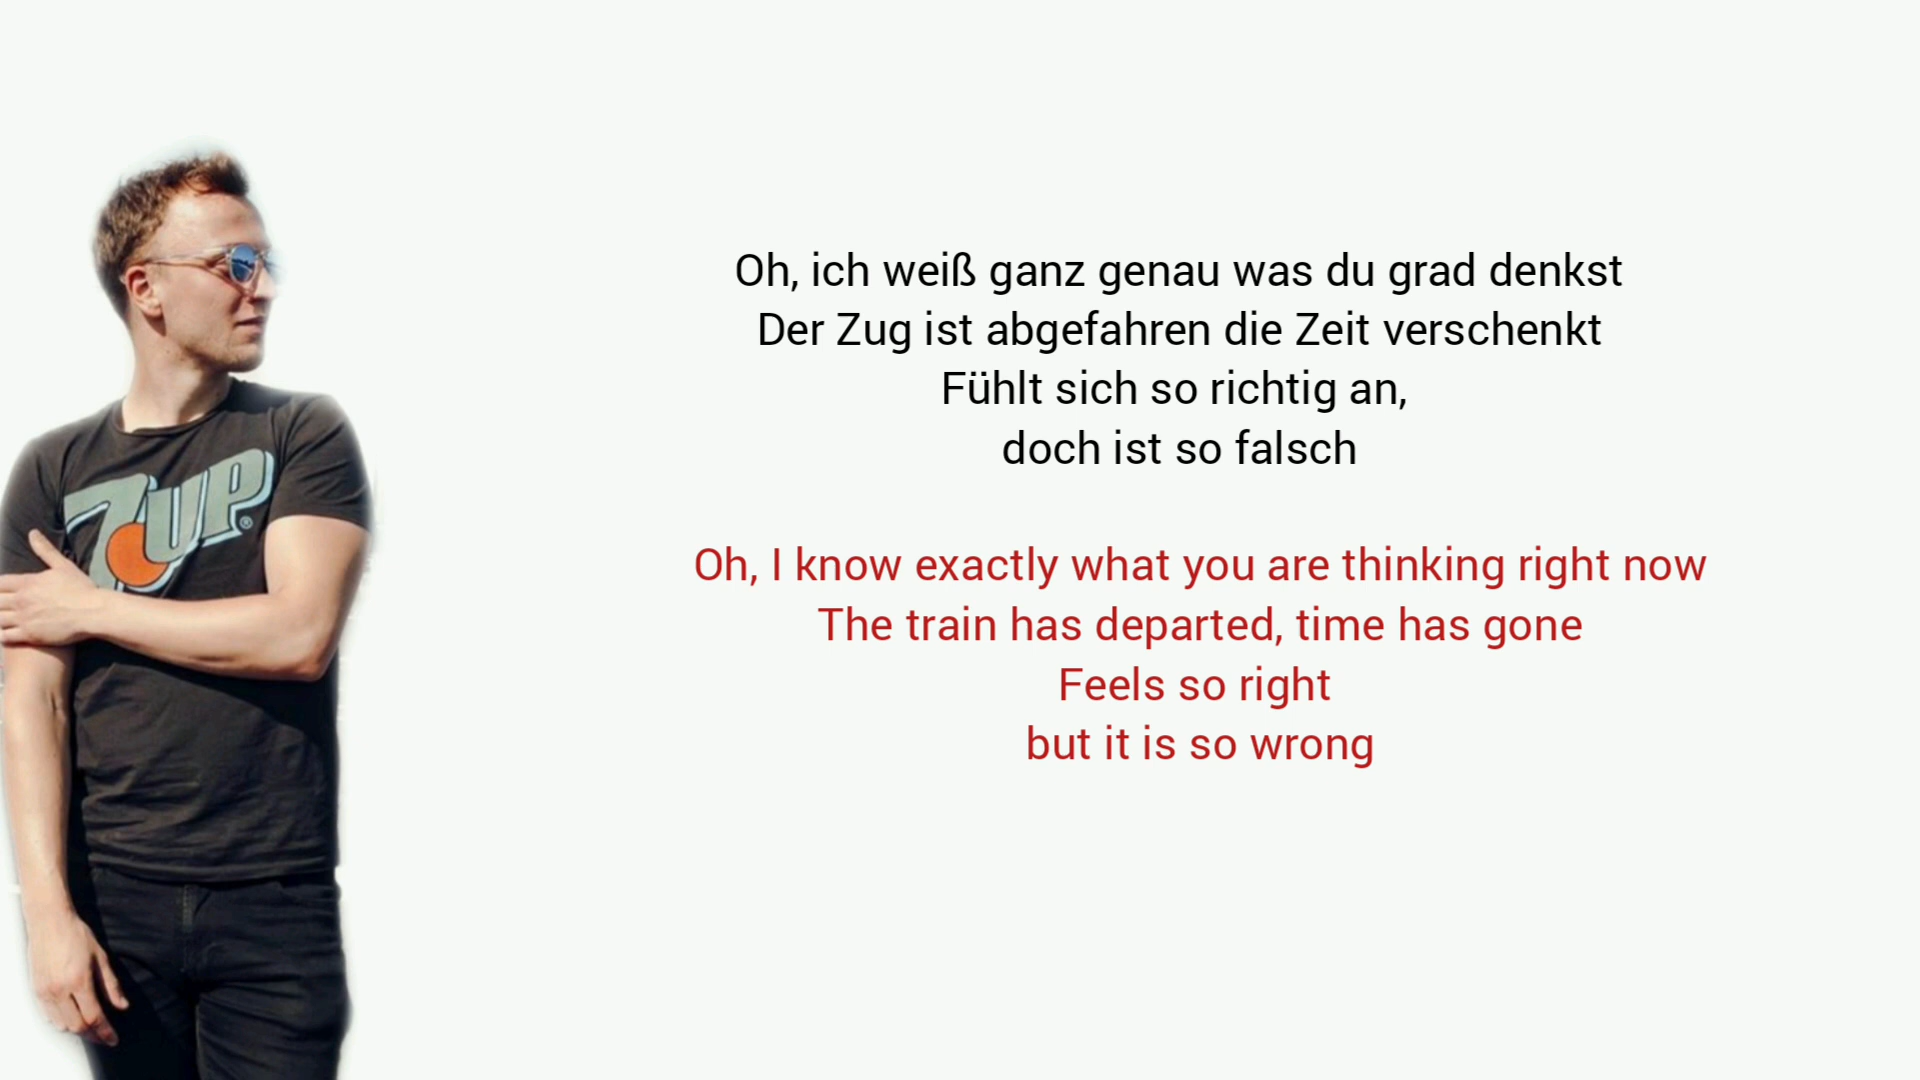 7UP®
Oh, ich weiß ganz genau was du grad denkst
Der Zug ist abgefahren die Zeit verschenkt
Fühlt sich so richtig an,
doch ist so falsch
Oh, I know exactly what you are thinking right now
The train has departed, time has gone
Feels so right
but it is so wrong